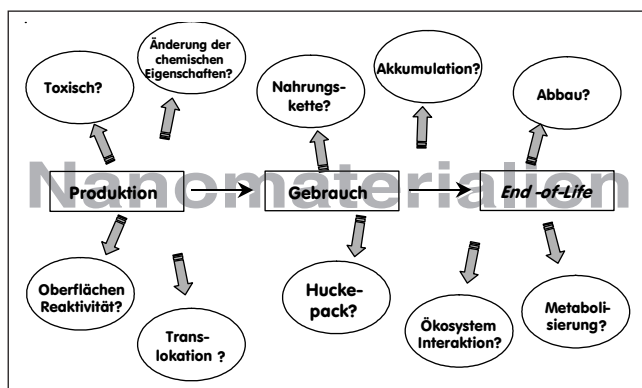 Toxisch?
Änderung der
chemischen
Eigenschaften?
Nahrungs-
kette?
Akkumulation?
Abbau?
Nanomaterialien
Produktion
Gebrauch
End -of-Life
Oberflächen
Reaktivität?
Trans-
lokation ?
Hucke-
pack?
Ökosystem
Interaktion?
Metaboli-
sierung?